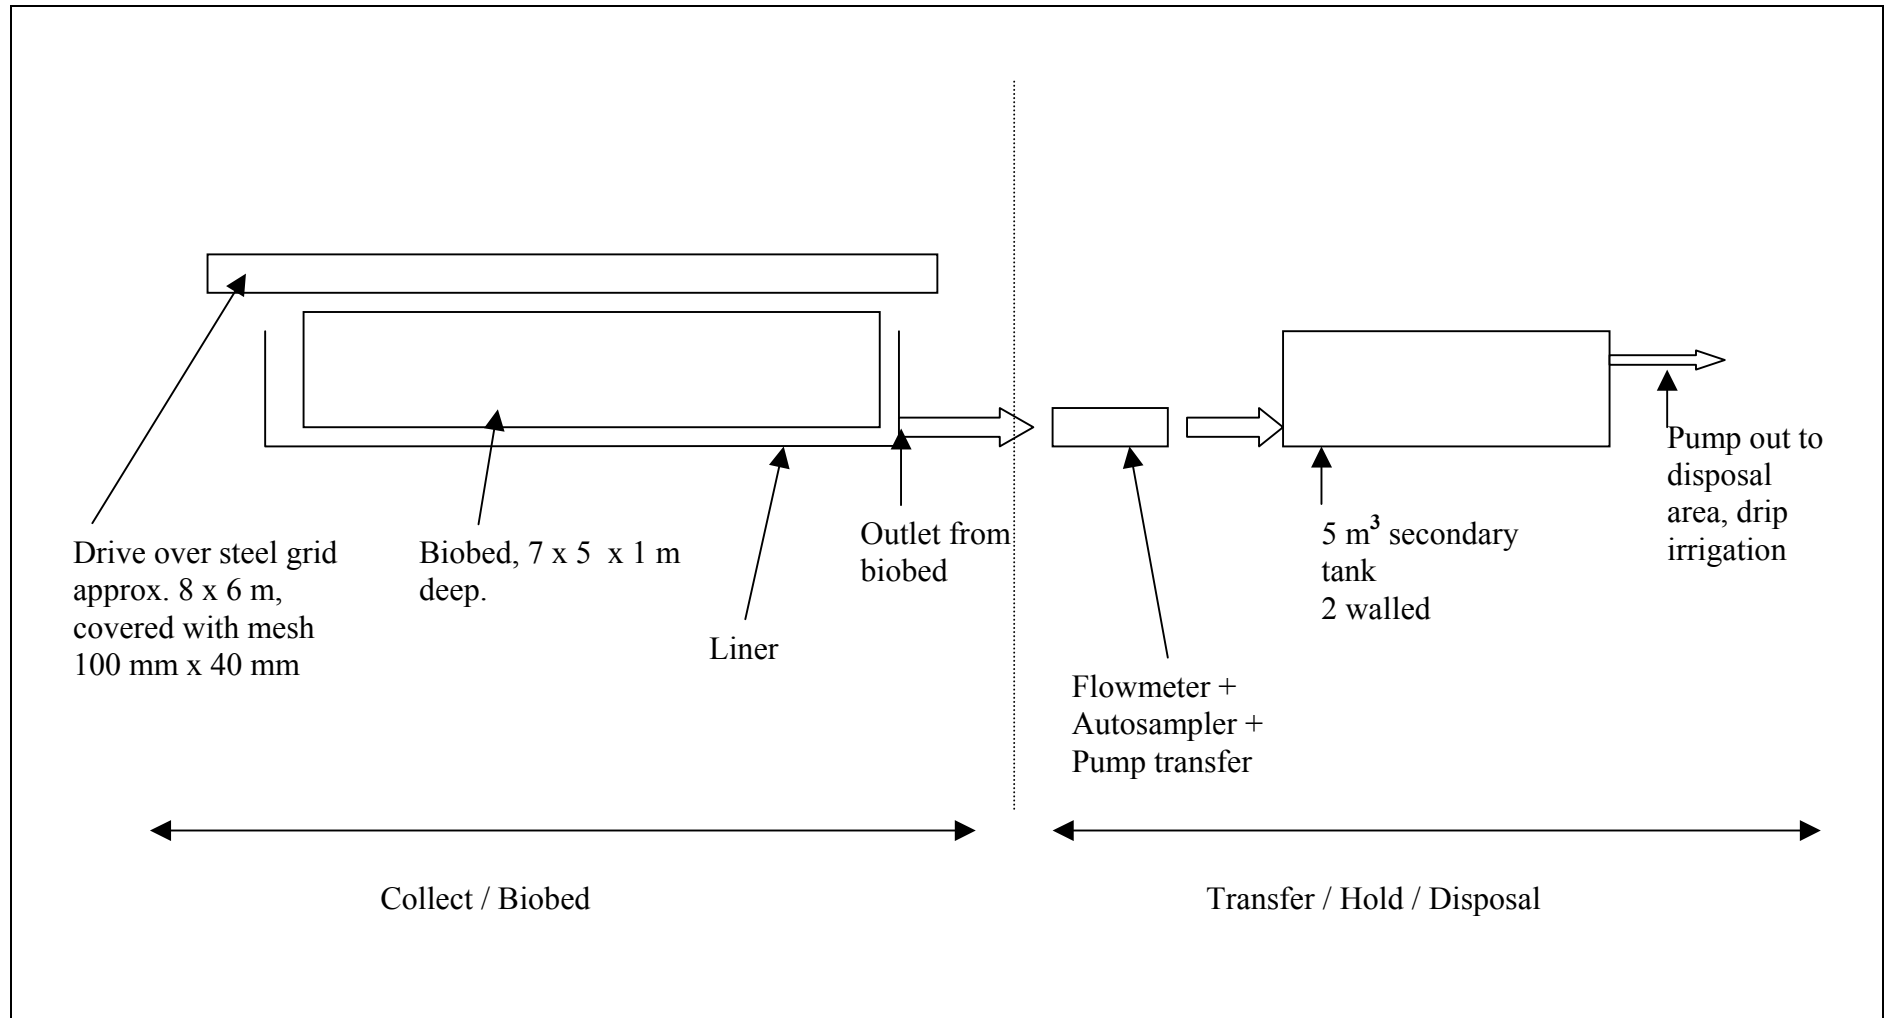 Drive over steel grid
approx. 8 x 6 m,
covered with mesh
100 mm x 40 mm
Biobed, 7 x 5  x 1 m
deep.
Liner
Outlet from
biobed
Flowmeter +
Autosampler +
Pump transfer
5 m³ secondary
tank
2 walled
Pump out to
disposal
area, drip
irrigation
Collect / Biobed
Transfer / Hold / Disposal